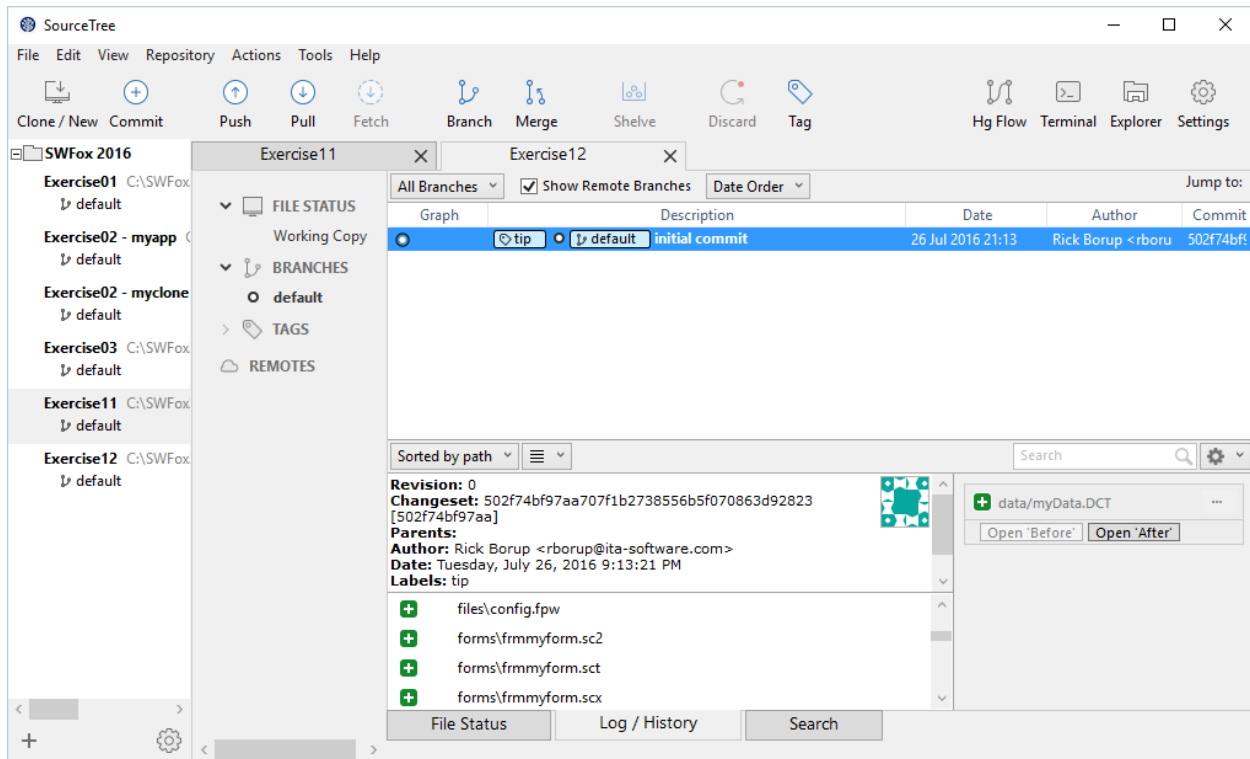 SourceTree
File Edit View Repository Actions Tools Help
Clone / New Commit Push Pull Fetch Branch Merge Shelve Discard Tag Hg Flow Terminal Explorer Settings
SWFox 2016
Exercise01 C:\SWFox
default
Exercise02 - myapp
default
Exercise02 - myclone
default
Exercise03 C:\SWFox
default
Exercise11 C:\SWFox
default
Exercise12 C:\SWFox
default
Exercise11 Exercise12
FILE STATUS
Working Copy
BRANCHES
default
TAGS
REMOTES
All Branches Show Remote Branches Date Order Jump to:
Graph Description Date Author Commit
tip default initial commit 26 Jul 2016 21:13 Rick Borup <rboru 502f74bf9
Sorted by path Search
Revision: 0
Changeset: 502f74bf97aa707f1b2738556b5f070863d92823
[502f74bf97aa]
Parents:
Author: Rick Borup <rborup@ita-software.com>
Date: Tuesday, July 26, 2016 9:13:21 PM
Labels: tip
files\config.fpw
forms\frmmyform.sc2
forms\frmmyform.sct
forms\frmmyform.scx
data/myData.DCT ...
Open 'Before' Open 'After'
File Status Log / History Search